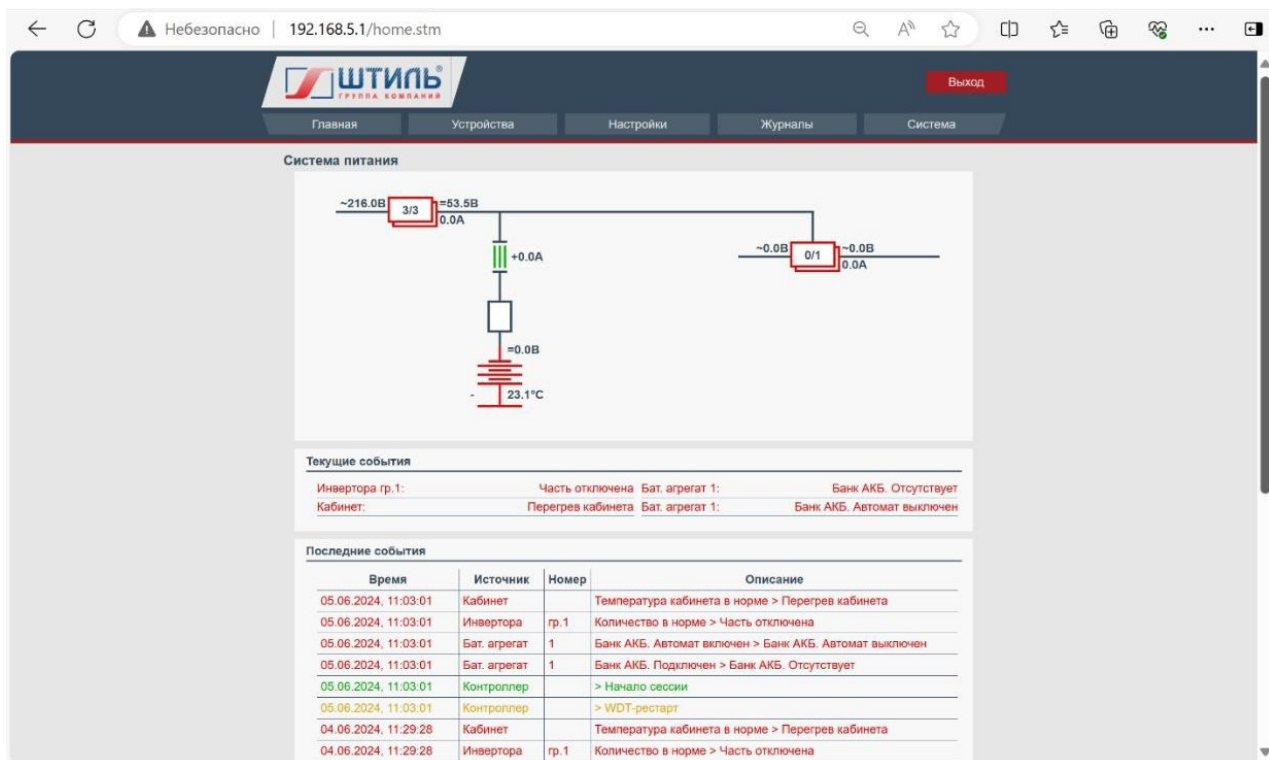 Небезопасно | 192.168.5.1/home.stm
ШТИЛЬ®
ГРУППА КОМПАНИЙ
Выход
Главная Устройства Настройки Журналы Система
Система питания
~216.0В 3/3 =53.5В
0.0А
+0.0А
~0.0В 0/1 ~0.0В
0.0А
=0.0В
- 23.1°C
Текущие события
Инвертора гр.1: Часть отключена Бат. агрегат 1: Банк АКБ. Отсутствует
Кабинет: Перегрев кабинета Бат. агрегат 1: Банк АКБ. Автомат выключен
Последние события
Время Источник Номер Описание
05.06.2024, 11:03:01 Кабинет Температура кабинета в норме > Перегрев кабинета
05.06.2024, 11:03:01 Инвертора гр.1 Количество в норме > Часть отключена
05.06.2024, 11:03:01 Бат. агрегат 1 Банк АКБ. Автомат включен > Банк АКБ. Автомат выключен
05.06.2024, 11:03:01 Бат. агрегат 1 Банк АКБ. Подключен > Банк АКБ. Отсутствует
05.06.2024, 11:03:01 Контроллер > Начало сессии
05.06.2024, 11:03:01 Контроллер > WDT-рестарт
04.06.2024, 11:29:28 Кабинет Температура кабинета в норме > Перегрев кабинета
04.06.2024, 11:29:28 Инвертора гр.1 Количество в норме > Часть отключена